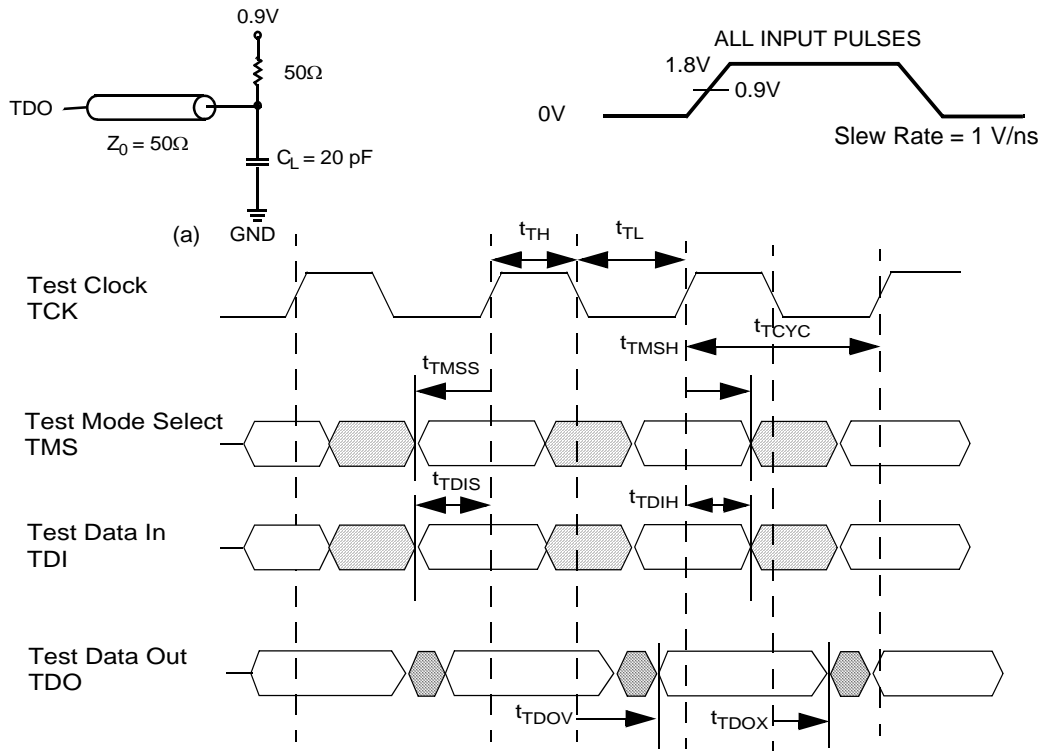 0.9V
ALL INPUT PULSES
50Ω
1.8V
TDO
0.9V
0V
Z0 = 50Ω
Slew Rate = 1 V/ns
CL = 20 pF
(a)
GND
tTH
tTL
Test Clock
TCK
tTMSH
tTCYC
tTMSS
Test Mode Select
TMS
tTDIS
tTDIH
Test Data In
TDI
Test Data Out
TDO
tTDOV
tTDOX